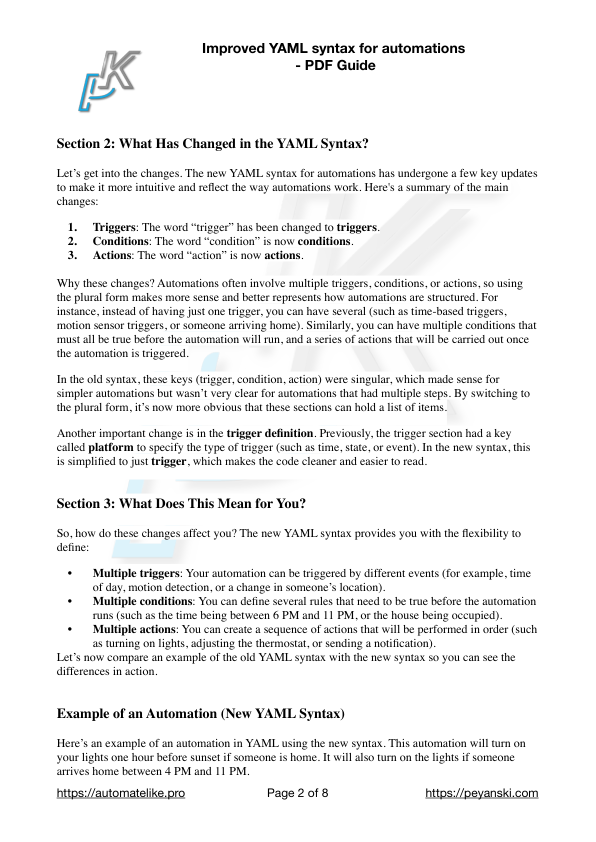 Improved YAML syntax for automations
- PDF Guide
PK
Section 2: What Has Changed in the YAML Syntax?
Let’s get into the changes. The new YAML syntax for automations has undergone a few key updates
to make it more intuitive and reflect the way automations work. Here's a summary of the main
changes:
1. Triggers: The word “trigger” has been changed to triggers.
2. Conditions: The word “condition” is now conditions.
3. Actions: The word “action” is now actions.
Why these changes? Automations often involve multiple triggers, conditions, or actions, so using
the plural form makes more sense and better represents how automations are structured. For
instance, instead of having just one trigger, you can have several (such as time-based triggers,
motion sensor triggers, or someone arriving home). Similarly, you can have multiple conditions that
must all be true before the automation will run, and a series of actions that will be carried out once
the automation is triggered.
In the old syntax, these keys (trigger, condition, action) were singular, which made sense for
simpler automations but wasn’t very clear for automations that had multiple steps. By switching to
the plural form, it’s now more obvious that these sections can hold a list of items.
Another important change is in the trigger definition. Previously, the trigger section had a key
called platform to specify the type of trigger (such as time, state, or event). In the new syntax, this
is simplified to just trigger, which makes the code cleaner and easier to read.
Section 3: What Does This Mean for You?
So, how do these changes affect you? The new YAML syntax provides you with the flexibility to
define:
• Multiple triggers: Your automation can be triggered by different events (for example, time
of day, motion detection, or a change in someone’s location).
• Multiple conditions: You can define several rules that need to be true before the automation
runs (such as the time being between 6 PM and 11 PM, or the house being occupied).
• Multiple actions: You can create a sequence of actions that will be performed in order (such
as turning on lights, adjusting the thermostat, or sending a notification).
Let’s now compare an example of the old YAML syntax with the new syntax so you can see the
differences in action.
Example of an Automation (New YAML Syntax)
Here’s an example of an automation in YAML using the new syntax. This automation will turn on
your lights one hour before sunset if someone is home. It will also turn on the lights if someone
arrives home between 4 PM and 11 PM.
https://automatelike.pro Page 2 of 8 https://peyanski.com